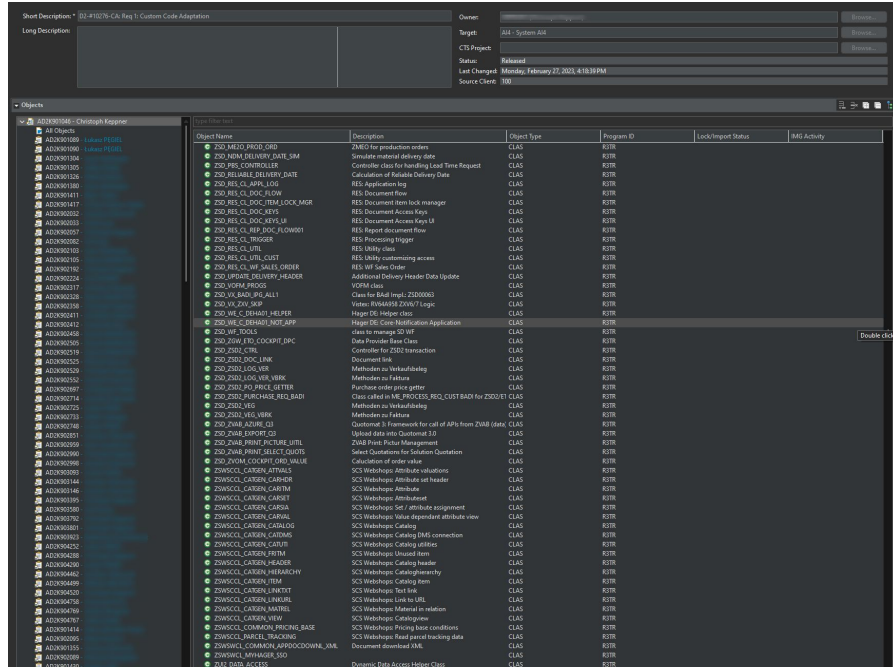 Short Description: * D2-#10276-CA: Req 1: Custom Code Adaptation
Long Description:
Owner: Browse...
Target: AI4 - System AI4 Browse...
CTS Project: Browse...
Status: Released
Last Changed: Monday, February 27, 2023, 4:18:39 PM
Source Client: 100
Objects
AD2K901048 - Christoph Keppner
All Objects
AD2K901089 - Łukasz PEGIEL
AD2K901090 - Łukasz PEGIEL
AD2K901304
AD2K901305
AD2K901326
AD2K901380
AD2K901411
AD2K901417
AD2K902032
AD2K902033
AD2K902057
AD2K902082
AD2K902103
AD2K902105
AD2K902192
AD2K902224
AD2K902317
AD2K902328
AD2K902358
AD2K902411
AD2K902412
AD2K902458
AD2K902505
AD2K902519
AD2K902525
AD2K902529
AD2K902552
AD2K902697
AD2K902714
AD2K902725
AD2K902733
AD2K902748
AD2K902851
AD2K902959
AD2K902990
AD2K902998
AD2K903093
AD2K903144
AD2K903146
AD2K903395
AD2K903580
AD2K903792
AD2K903801
AD2K903923
AD2K904252
AD2K904288
AD2K904290
AD2K904462
AD2K904499
AD2K904520
AD2K904758
AD2K904769
AD2K904767
AD2K901414
AD2K902095
AD2K901355
AD2K902089
type filter text
Object Name Description Object Type Program ID Lock/Import Status IMG Activity
ZSD_MEZO_PROD_ORD ZMEO for production orders CLAS R3TR
ZSD_NDM_DELIVERY_DATE_SIM Simulate material delivery date CLAS R3TR
ZSD_PBS_CONTROLLER Controller class for handling Lead Time Request CLAS R3TR
ZSD_RELIABLE_DELIVERY_DATE Calculation of Reliable Delivery Date CLAS R3TR
ZSD_RES_CL_APPL_LOG RES: Application log CLAS R3TR
ZSD_RES_CL_DOC_FLOW RES: Document flow CLAS R3TR
ZSD_RES_CL_DOC_ITEM_LOCK_MGR RES: Document item lock manager CLAS R3TR
ZSD_RES_CL_DOC_KEYS RES: Document Access Keys CLAS R3TR
ZSD_RES_CL_DOC_KEYS_UI RES: Document Access Keys UI CLAS R3TR
ZSD_RES_CL_REP_DOC_FLOW001 RES: Report document flow CLAS R3TR
ZSD_RES_CL_TRIGGER RES: Processing trigger CLAS R3TR
ZSD_RES_CL_UTIL RES: Utility class CLAS R3TR
ZSD_RES_CL_UTIL_CUST RES: Utility customizing access CLAS R3TR
ZSD_RES_CL_WF_SALES_ORDER RES: WF Sales Order CLAS R3TR
ZSD_UPDATE_DELIVERY_HEADER Additional Delivery Header Data Update CLAS R3TR
ZSD_VOFM_PROGS VOFM class CLAS R3TR
ZSD_VX_BADI_IPG_ALL1 Class for BAdI Impl.: ZSD00063 CLAS R3TR
ZSD_VX_ZXV_SKIP Vistex: RV64A958 ZXV6/7 Logic CLAS R3TR
ZSD_WE_C_DEHA01_HELPER Hager DE: Helper class CLAS R3TR
ZSD_WE_C_DEHA01_NOT_APP Hager DE: Core-Notification Application CLAS R3TR
ZSD_WF_TOOLS class to manage SD WF CLAS R3TR
Double click
ZSD_ZGW_ETO_COCKPIT_DPC Data Provider Base Class CLAS R3TR
ZSD_ZSD2_CTRL Controller for ZSD2 transaction CLAS R3TR
ZSD_ZSD2_DOC_LINK Document link CLAS R3TR
ZSD_ZSD2_LOG_VER Methoden zu Verkaufsbeleg CLAS R3TR
ZSD_ZSD2_LOG_VER_VBRK Methoden zu Faktura CLAS R3TR
ZSD_ZSD2_PO_PRICE_GETTER Purchase order price getter CLAS R3TR
ZSD_ZSD2_PURCHASE_REQ_BADI Class called in ME_PROCESS_REQ_CUST BADI for ZSD2/E1 CLAS R3TR
ZSD_ZSD2_VEG Methoden zu Verkaufsbeleg CLAS R3TR
ZSD_ZSD2_VEG_VBRK Methoden zu Faktura CLAS R3TR
ZSD_ZVAB_AZURE_Q3 Quotomat 3: Framework for call of APIs from ZVAB (data) CLAS R3TR
ZSD_ZVAB_EXPORT_Q3 Upload data into Quotomat 3.0 CLAS R3TR
ZSD_ZVAB_PRINT_PICTURE_UITIL ZVAB Print: Pictur Management CLAS R3TR
ZSD_ZVAB_PRINT_SELECT_QUOTS Select Quotations for Solution Quotation CLAS R3TR
ZSD_ZVOM_COCKPIT_ORD_VALUE Caluclation of order value CLAS R3TR
ZSWSCCL_CATGEN_ATTVALS SCS Webshops: Attribute valuations CLAS R3TR
ZSWSCCL_CATGEN_CARHDR SCS Webshops: Attribute set header CLAS R3TR
ZSWSCCL_CATGEN_CARITM SCS Webshops: Attribute CLAS R3TR
ZSWSCCL_CATGEN_CARSET SCS Webshops: Attributeset CLAS R3TR
ZSWSCCL_CATGEN_CARSIA SCS Webshops: Set / attribute assignment CLAS R3TR
ZSWSCCL_CATGEN_CARVAL SCS Webshops: Value dependant attribute view CLAS R3TR
ZSWSCCL_CATGEN_CATALOG SCS Webshops: Catalog CLAS R3TR
ZSWSCCL_CATGEN_CATDMS SCS Webshops: Catalog DMS connection CLAS R3TR
ZSWSCCL_CATGEN_CATUTI SCS Webshops: Catalog utilities CLAS R3TR
ZSWSCCL_CATGEN_FRITM SCS Webshops: Unused item CLAS R3TR
ZSWSCCL_CATGEN_HEADER SCS Webshops: Catalog header CLAS R3TR
ZSWSCCL_CATGEN_HIERARCHY SCS Webshops: Cataloghierarchy CLAS R3TR
ZSWSCCL_CATGEN_ITEM SCS Webshops: Catalog item CLAS R3TR
ZSWSCCL_CATGEN_LINKTXT SCS Webshops: Text link CLAS R3TR
ZSWSCCL_CATGEN_LINKURL SCS Webshops: Link to URL CLAS R3TR
ZSWSCCL_CATGEN_MATREL SCS Webshops: Material in relation CLAS R3TR
ZSWSCCL_CATGEN_VIEW SCS Webshops: Catalogview CLAS R3TR
ZSWSCCL_COMMON_PRICING_BASE SCS Webshops: Pricing base conditions CLAS R3TR
ZSWSCCL_PARCEL_TRACKING SCS Webshops: Read parcel tracking data CLAS R3TR
ZSWSWCL_COMMON_APPDOCDOWNL_XML Document download XML CLAS R3TR
ZSWSWCL_MYHAGER_SSO CLAS R3TR
ZUI2_DATA_ACCESS Dynamic Data Access Helper Class CLAS R3TR